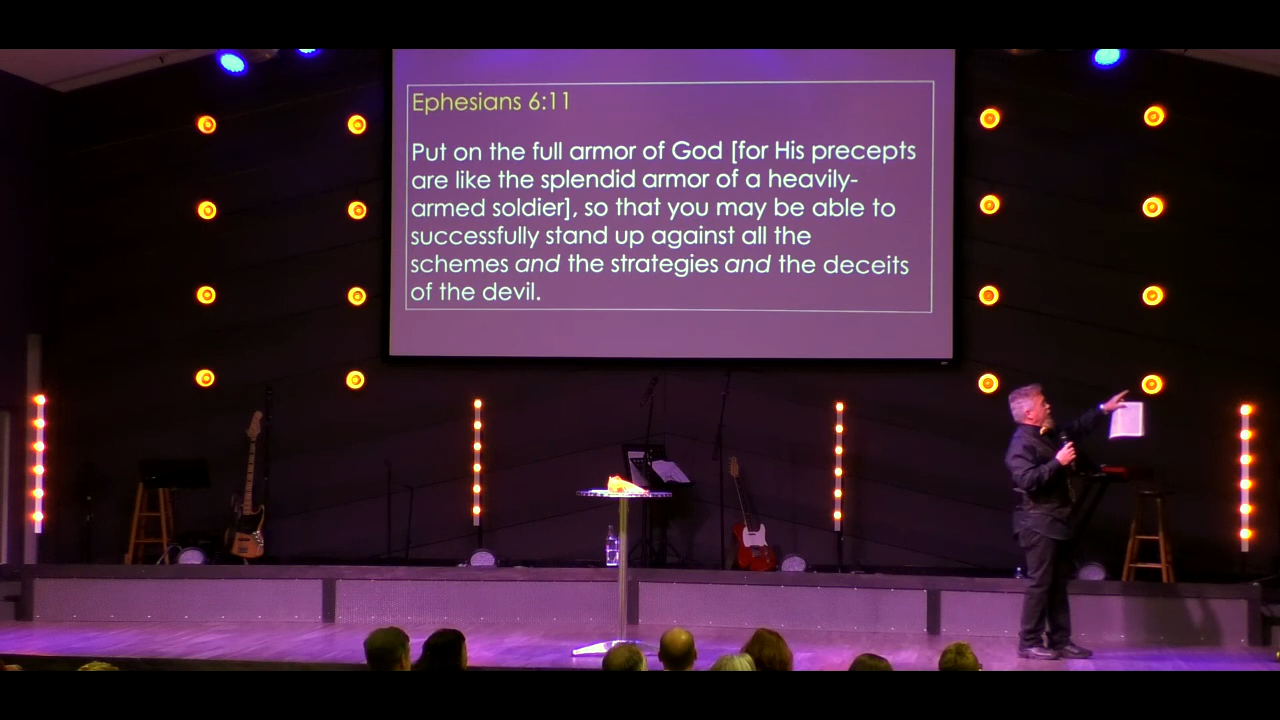 Ephesians 6:11
Put on the full armor of God [for His precepts
are like the splendid armor of a heavily-
armed soldier], so that you may be able to
successfully stand up against all the
schemes and the strategies and the deceits
of the devil.